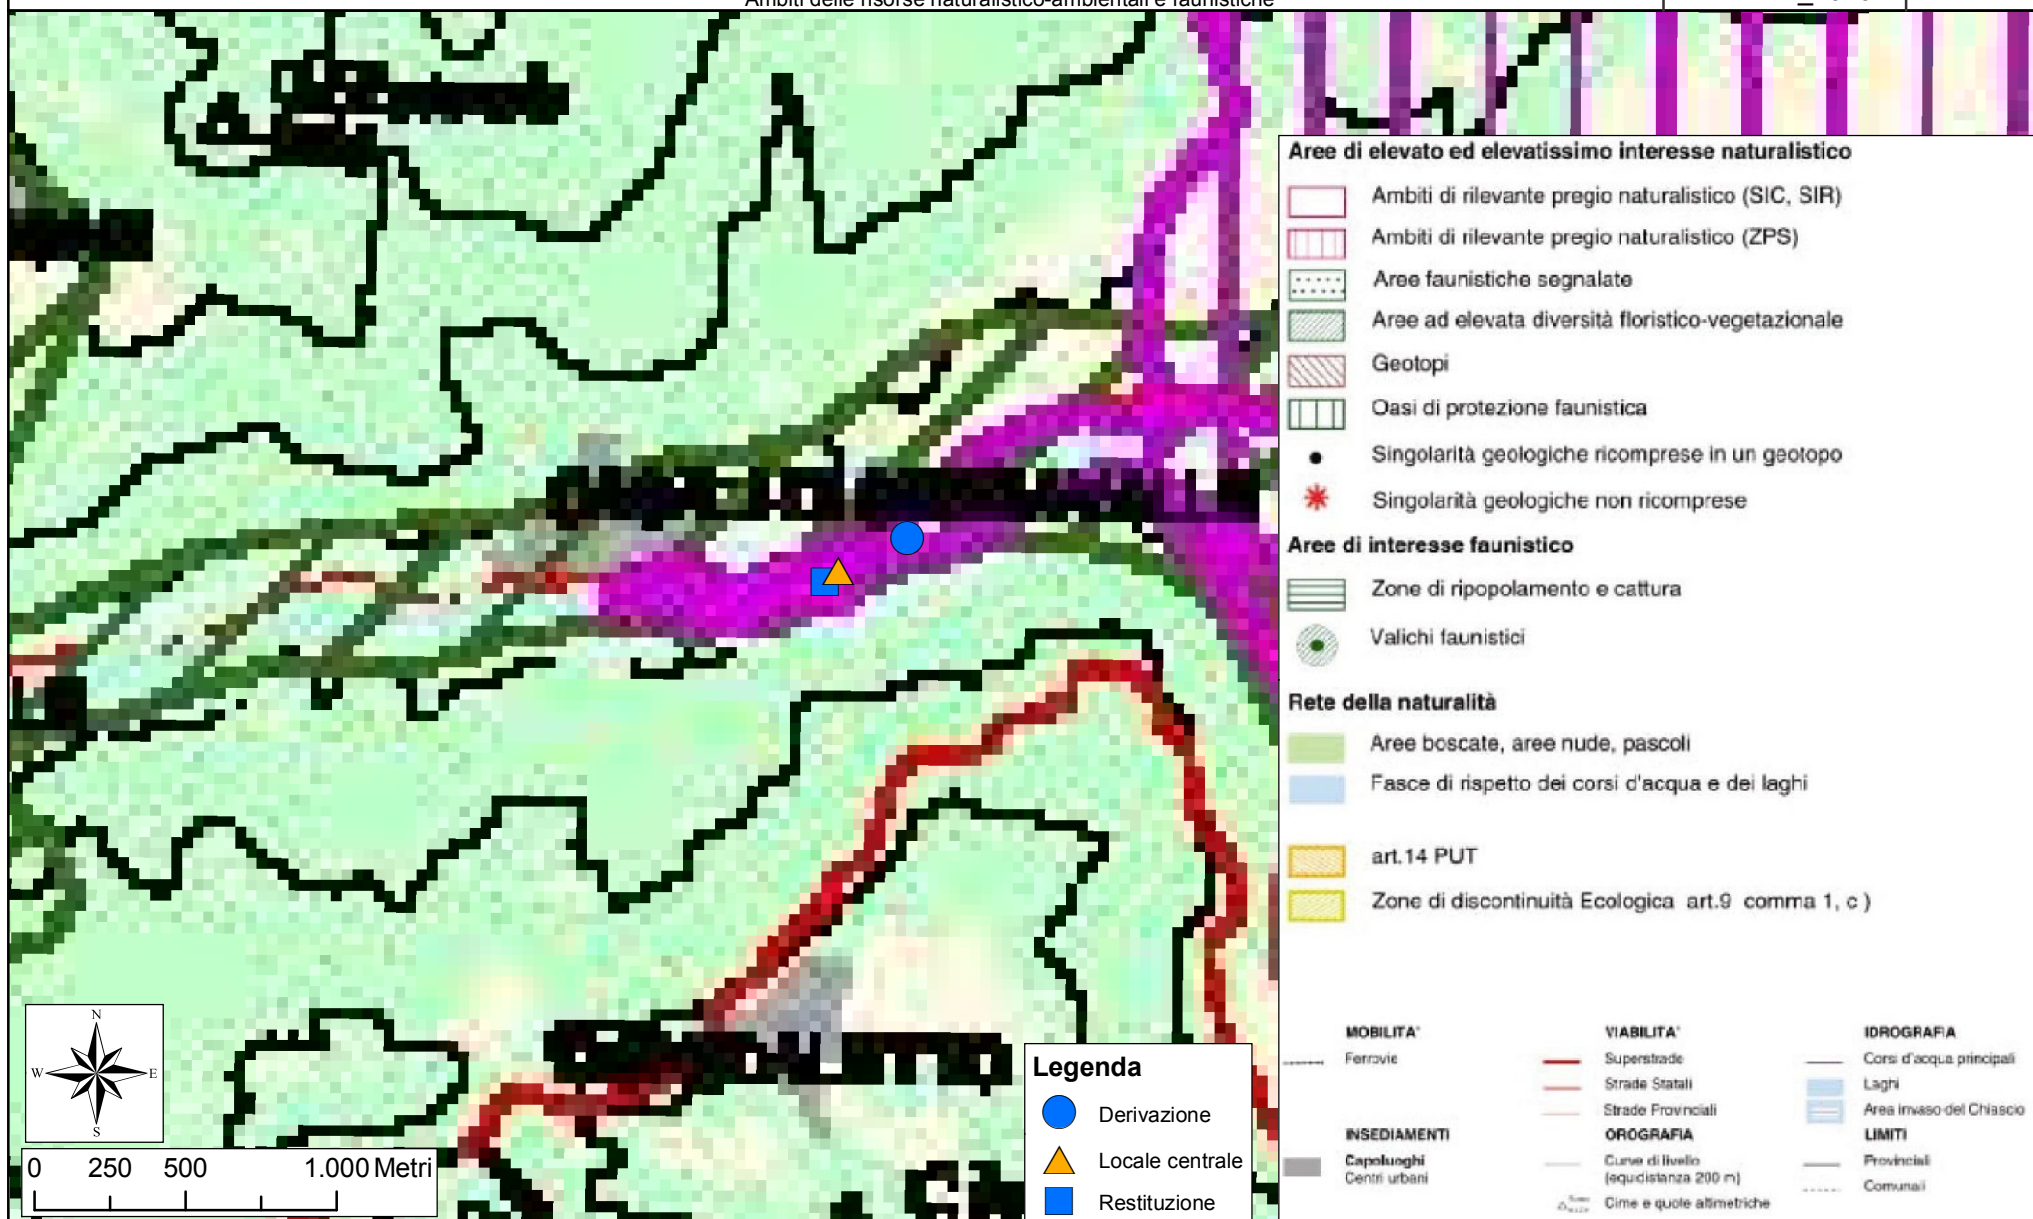 Ambiti delle risorse naturalistico-ambientali e faunistiche
Aree di elevato ed elevatissimo interesse naturalistico
Ambiti di rilevante pregio naturalistico (SIC, SIR)
Ambiti di rilevante pregio naturalistico (ZPS)
Aree faunistiche segnalate
Aree ad elevata diversità floristico-vegetazionale
Geotopi
Oasi di protezione faunistica
Singolarità geologiche ricomprese in un geotopo
Singolarità geologiche non ricomprese
Aree di interesse faunistico
Zone di ripopolamento e cattura
Valichi faunistici
Rete della naturalità
Aree boscate, aree nude, pascoli
Fasce di rispetto dei corsi d'acqua e dei laghi
art.14 PUT
Zone di discontinuità Ecologica art.9 comma 1, c )
MOBILITA'
Ferrovie
INSEDIAMENTI
Capoluoghi
Centri urbani
VIABILITA'
Superstrade
Strade Statali
Strade Provinciali
OROGRAFIA
Curve di livello
(equidistanza 200 m)
Cime e quote altimetriche
IDROGRAFIA
Corsi d'acqua principali
Laghi
Area invaso del Chiascio
LIMITI
Provinciali
Comunali
N
W E
S
0 250 500 1.000 Metri
Legenda
Derivazione
Locale centrale
Restituzione